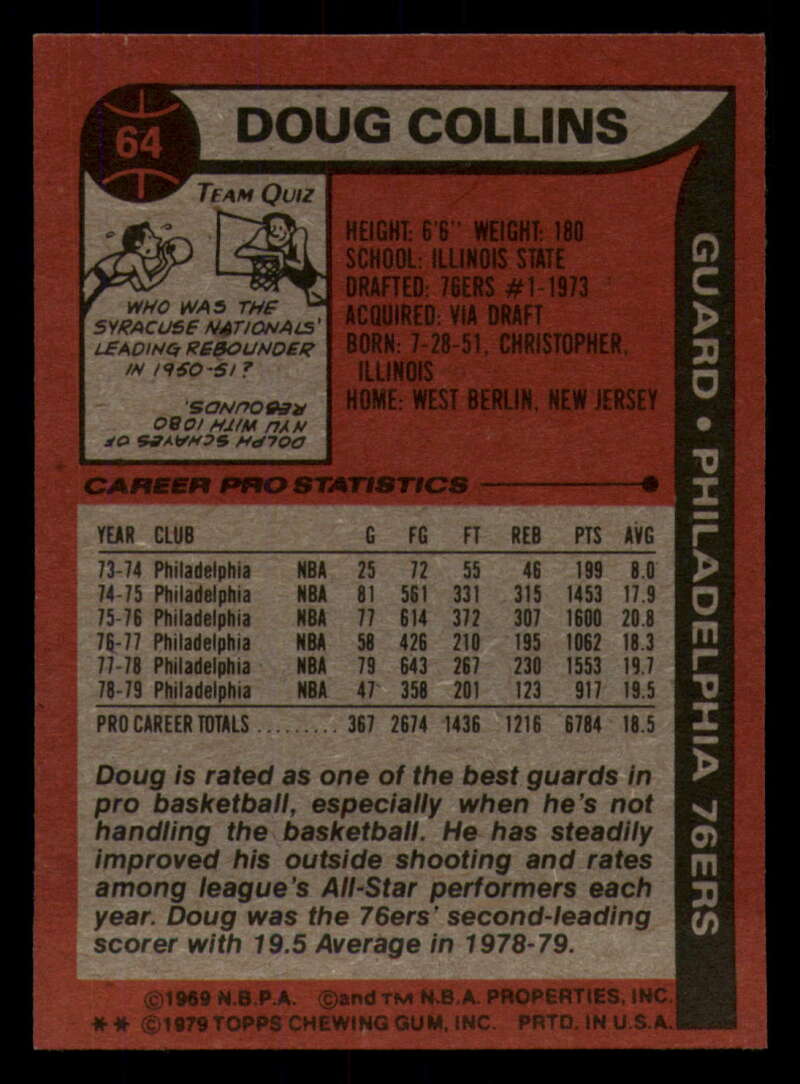 64
DOUG COLLINS
TEAM QUIZ
WHO WAS THE
SYRACUSE NATIONALS'
LEADING REBOUNDER
IN 1950-51?
DOLPH SCHAYES OF
NYU WITH 1080
REBOUNDS.
HEIGHT: 6'6" WEIGHT: 180
SCHOOL: ILLINOIS STATE
DRAFTED: 76ERS #1-1973
ACQUIRED: VIA DRAFT
BORN: 7-28-51, CHRISTOPHER,
ILLINOIS
HOME: WEST BERLIN, NEW JERSEY
GUARD • PHILADELPHIA 76ERS
CAREER PRO STATISTICS
YEAR CLUB G FG FT REB PTS AVG
73-74 Philadelphia NBA 25 72 55 46 199 8.0
74-75 Philadelphia NBA 81 561 331 315 1453 17.9
75-76 Philadelphia NBA 77 614 372 307 1600 20.8
76-77 Philadelphia NBA 58 426 210 195 1062 18.3
77-78 Philadelphia NBA 79 643 267 230 1553 19.7
78-79 Philadelphia NBA 47 358 201 123 917 19.5
PRO CAREER TOTALS ......... 367 2674 1436 1216 6784 18.5
Doug is rated as one of the best guards in
pro basketball, especially when he's not
handling the basketball. He has steadily
improved his outside shooting and rates
among league's All-Star performers each
year. Doug was the 76ers' second-leading
scorer with 19.5 Average in 1978-79.
©1969 N.B.P.A. ©and TM N.B.A. PROPERTIES, INC.
** ©1979 TOPPS CHEWING GUM, INC. PRTD. IN U.S.A.